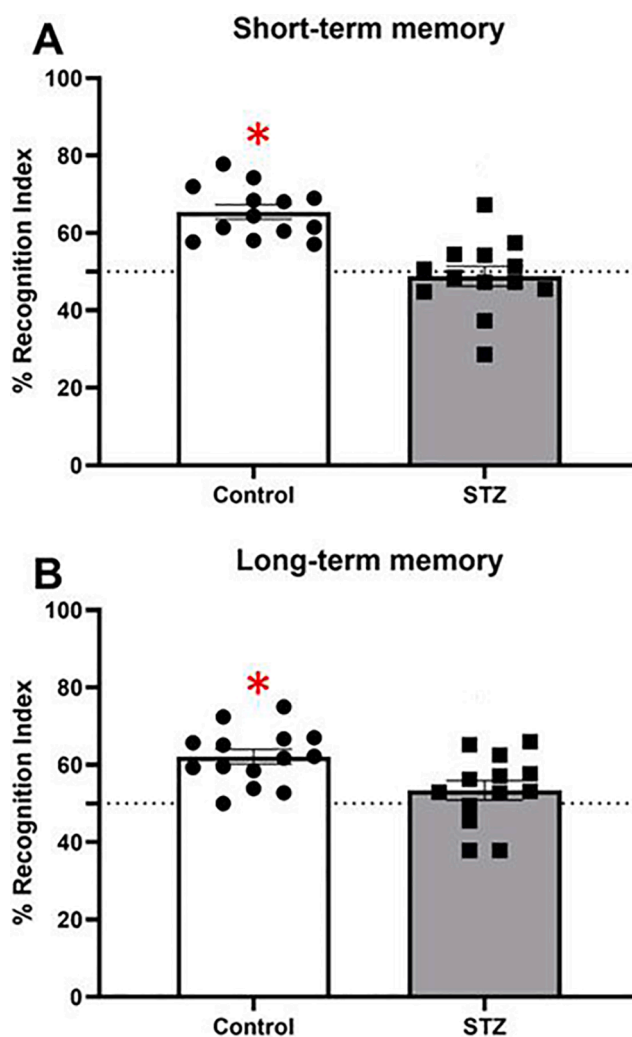 A
Short-term memory
% Recognition Index
100
80
60
40
20
0
Control
STZ
*
B
Long-term memory
% Recognition Index
100
80
60
40
20
0
Control
STZ
*